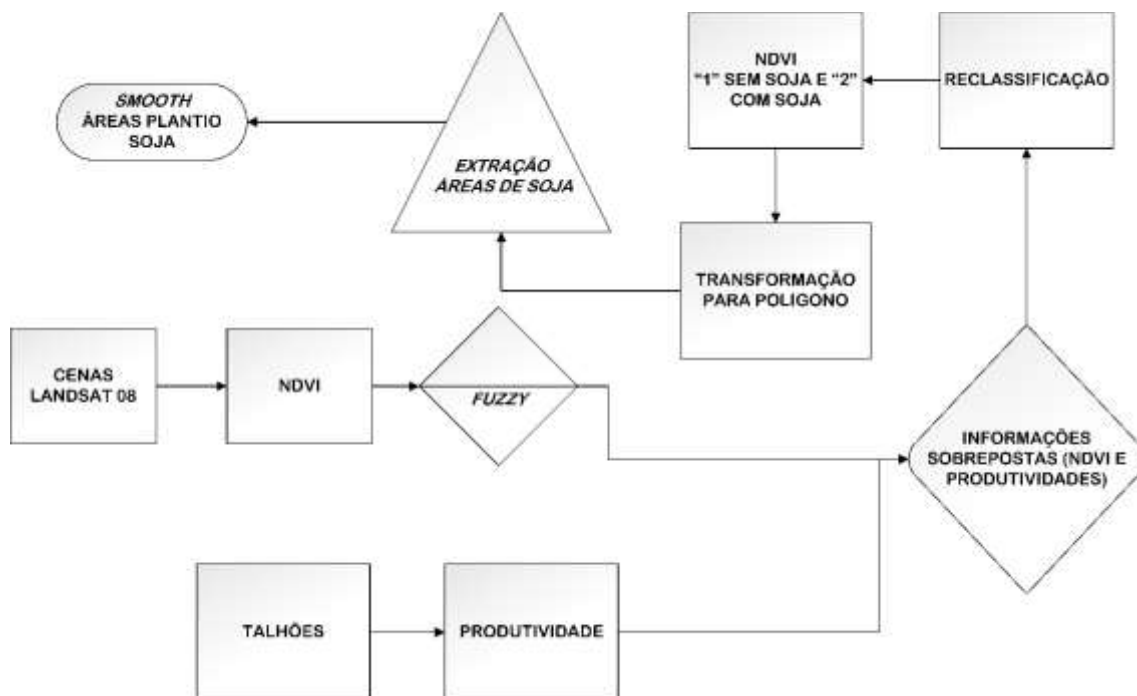 SMOOTH
ÁREAS PLANTIO
SOJA
EXTRAÇÃO
ÁREAS DE SOJA
NDVI
“1” SEM SOJA E “2”
COM SOJA
RECLASSIFICAÇÃO
TRANSFORMAÇÃO
PARA POLIGONO
CENAS
LANDSAT 08
NDVI
FUZZY
INFORMAÇÕES
SOBREPOSTAS (NDVI E
PRODUTIVIDADES)
TALHÕES
PRODUTIVIDADE